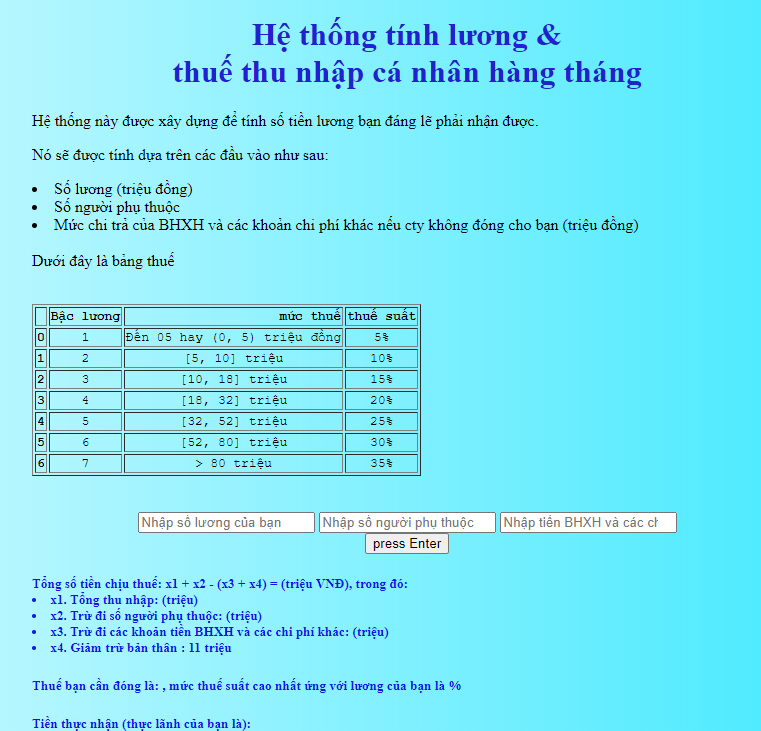 Hệ thống tính lương &
thuế thu nhập cá nhân hàng tháng
Hệ thống này được xây dựng để tính số tiền lương bạn đáng lẽ phải nhận được.
Nó sẽ được tính dựa trên các đầu vào như sau:
• Số lương (triệu đồng)
• Số người phụ thuộc
• Mức chi trả của BHXH và các khoản chi phí khác nếu cty không đóng cho bạn (triệu đồng)
Dưới đây là bảng thuế
Bậc lương mức thuế thuế suất
0 1 Đến 05 hay (0, 5) triệu đồng 5%
1 2 [5, 10] triệu 10%
2 3 [10, 18] triệu 15%
3 4 [18, 32] triệu 20%
4 5 [32, 52] triệu 25%
5 6 [52, 80] triệu 30%
6 7 > 80 triệu 35%
Nhập số lương của bạn Nhập số người phụ thuộc Nhập tiền BHXH và các ch
press Enter
Tổng số tiền chịu thuế: x1 + x2 - (x3 + x4) = (triệu VNĐ), trong đó:
• x1. Tổng thu nhập: (triệu)
• x2. Trừ đi số người phụ thuộc: (triệu)
• x3. Trừ đi các khoản tiền BHXH và các chi phí khác: (triệu)
• x4. Giảm trừ bản thân : 11 triệu
Thuế bạn cần đóng là: , mức thuế suất cao nhất ứng với lương của bạn là %
Tiền thực nhận (thực lãnh của bạn là):